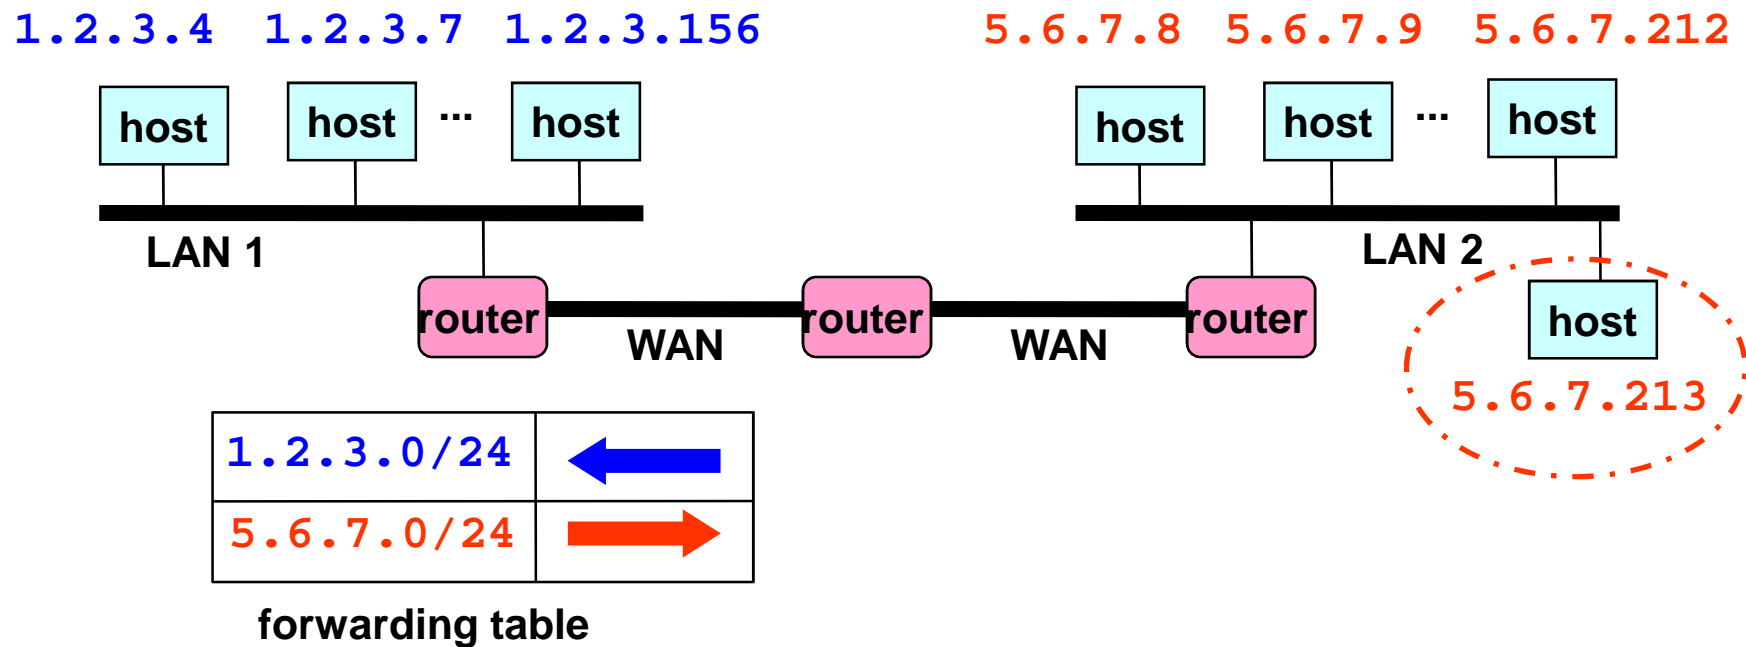 1.2.3.4 1.2.3.7 1.2.3.156 5.6.7.8 5.6.7.9 5.6.7.212
host host ... host host host ... host
LAN 1 LAN 2
router WAN router WAN router host
5.6.7.213
1.2.3.0/24
5.6.7.0/24
forwarding table